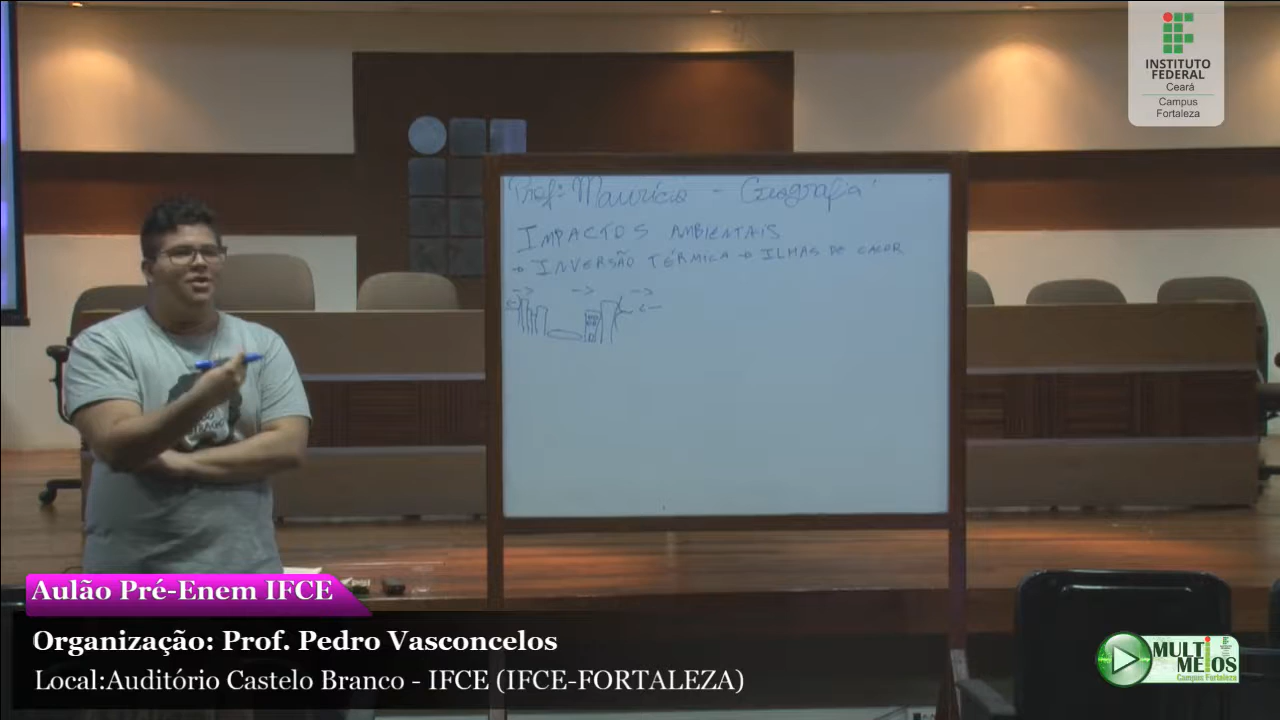 INSTITUTO
FEDERAL
Ceará
Campus
Fortaleza
Prof: Maurício - Geografia
IMPACTOS AMBIENTAIS
→ INVERSÃO TÉRMICA → ILHAS DE CALOR
Aulão Pré-Enem IFCE
Organização: Prof. Pedro Vasconcelos
Local:Auditório Castelo Branco - IFCE (IFCE-FORTALEZA)
MULTI
MEIOS
Campus Fortaleza